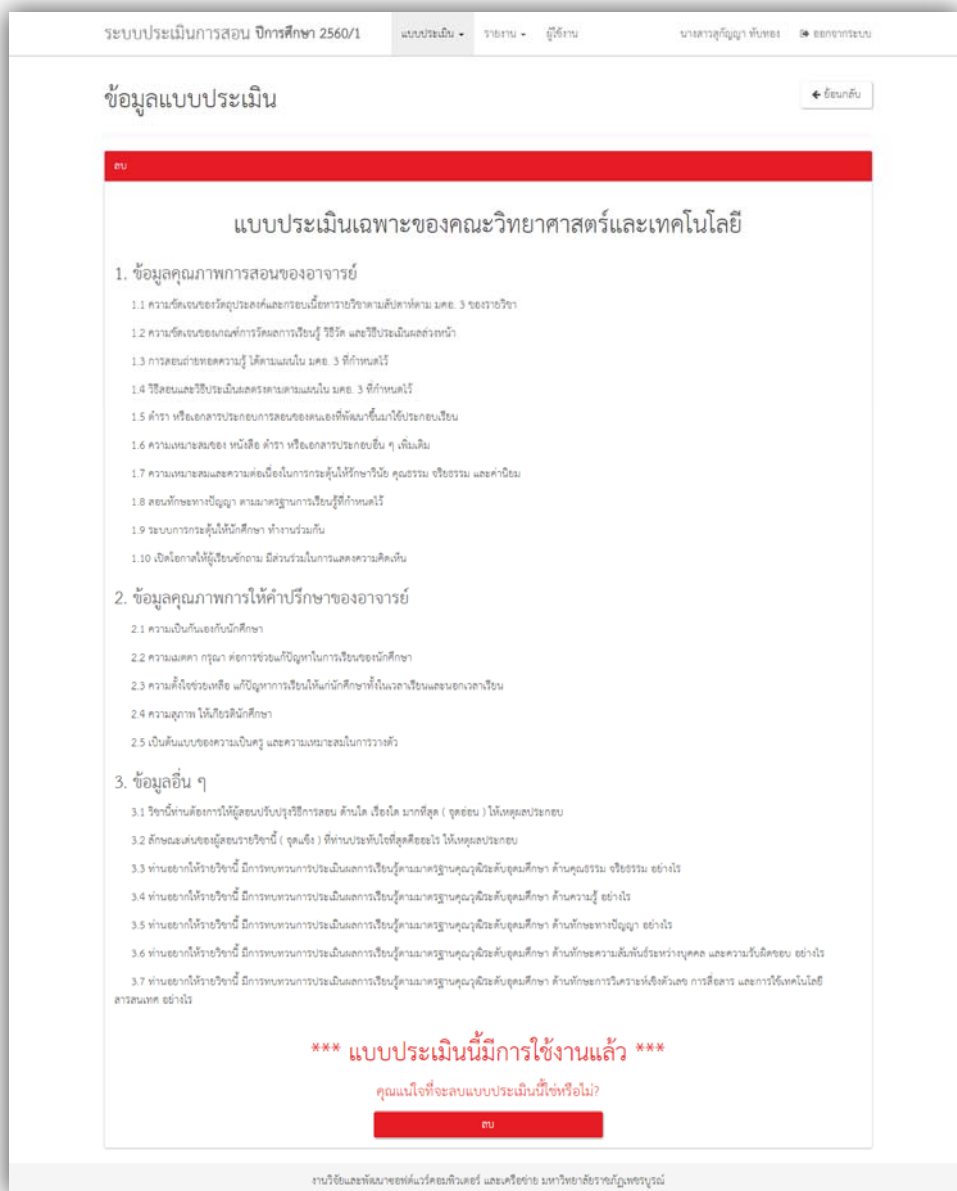 ระบบประเมินการสอน ปีการศึกษา 2560/1 แบบประเมิน รายงาน ผู้ใช้งาน นางสาวสุกัญญา ทับทอง ออกจากระบบ
ข้อมูลแบบประเมิน ย้อนกลับ
ลบ
แบบประเมินเฉพาะของคณะวิทยาศาสตร์และเทคโนโลยี
1. ข้อมูลคุณภาพการสอนของอาจารย์
1.1 ความชัดเจนของวัตถุประสงค์และกรอบเนื้อหารายวิชาตามสัปดาห์ตาม มคอ. 3 ของรายวิชา
1.2 ความชัดเจนของเกณฑ์การวัดผลการเรียนรู้ วิธีวัด และวิธีประเมินผลล่วงหน้า
1.3 การสอนถ่ายทอดความรู้ ได้ตามแผนใน มคอ. 3 ที่กำหนดไว้
1.4 วิธีสอนและวิธีประเมินผลตรงตามตามแผนใน มคอ. 3 ที่กำหนดไว้
1.5 ตำรา หรือเอกสารประกอบการสอนของตนเองที่พัฒนาขึ้นมาใช้ประกอบเรียน
1.6 ความเหมาะสมของ หนังสือ ตำรา หรือเอกสารประกอบอื่น ๆ เพิ่มเติม
1.7 ความเหมาะสมและความต่อเนื่องในการกระตุ้นให้รักษาวินัย คุณธรรม จริยธรรม และค่านิยม
1.8 สอนทักษะทางปัญญา ตามมาตรฐานการเรียนรู้ที่กำหนดไว้
1.9 ระบบการกระตุ้นให้นักศึกษา ทำงานร่วมกัน
1.10 เปิดโอกาสให้ผู้เรียนซักถาม มีส่วนร่วมในการแสดงความคิดเห็น
2. ข้อมูลคุณภาพการให้คำปรึกษาของอาจารย์
2.1 ความเป็นกันเองกับนักศึกษา
2.2 ความเมตตา กรุณา ต่อการช่วยแก้ปัญหาในการเรียนของนักศึกษา
2.3 ความตั้งใจช่วยเหลือ แก้ปัญหาการเรียนให้แก่นักศึกษาทั้งในเวลาเรียนและนอกเวลาเรียน
2.4 ความสุภาพ ให้เกียรตินักศึกษา
2.5 เป็นต้นแบบของความเป็นครู และความเหมาะสมในการวางตัว
3. ข้อมูลอื่น ๆ
3.1 วิชานี้ท่านต้องการให้ผู้สอนปรับปรุงวิธีการสอน ด้านใด เรื่องใด มากที่สุด ( จุดอ่อน ) ให้เหตุผลประกอบ
3.2 ลักษณะเด่นของผู้สอนรายวิชานี้ ( จุดแข็ง ) ที่ท่านประทับใจที่สุดคืออะไร ให้เหตุผลประกอบ
3.3 ท่านอยากให้รายวิชานี้ มีการทบทวนการประเมินผลการเรียนรู้ตามมาตรฐานคุณวุฒิระดับอุดมศึกษา ด้านคุณธรรม จริยธรรม อย่างไร
3.4 ท่านอยากให้รายวิชานี้ มีการทบทวนการประเมินผลการเรียนรู้ตามมาตรฐานคุณวุฒิระดับอุดมศึกษา ด้านความรู้ อย่างไร
3.5 ท่านอยากให้รายวิชานี้ มีการทบทวนการประเมินผลการเรียนรู้ตามมาตรฐานคุณวุฒิระดับอุดมศึกษา ด้านทักษะทางปัญญา อย่างไร
3.6 ท่านอยากให้รายวิชานี้ มีการทบทวนการประเมินผลการเรียนรู้ตามมาตรฐานคุณวุฒิระดับอุดมศึกษา ด้านทักษะความสัมพันธ์ระหว่างบุคคล และความรับผิดชอบ อย่างไร
3.7 ท่านอยากให้รายวิชานี้ มีการทบทวนการประเมินผลการเรียนรู้ตามมาตรฐานคุณวุฒิระดับอุดมศึกษา ด้านทักษะการวิเคราะห์เชิงตัวเลข การสื่อสาร และการใช้เทคโนโลยี
สารสนเทศ อย่างไร
*** แบบประเมินนี้มีการใช้งานแล้ว ***
คุณแน่ใจที่จะลบแบบประเมินนี้ใช่หรือไม่?
ลบ
งานวิจัยและพัฒนาซอฟต์แวร์คอมพิวเตอร์ และเครือข่าย มหาวิทยาลัยราชภัฏเพชรบูรณ์